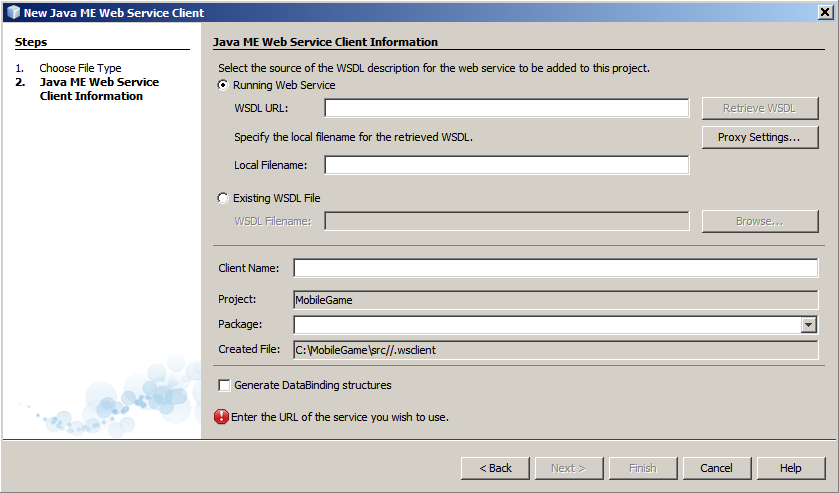 New Java ME Web Service Client
Steps
1. Choose File Type
2. Java ME Web Service
Client Information
Java ME Web Service Client Information
Select the source of the WSDL description for the web service to be added to this project.
Running Web Service
WSDL URL:
Retrieve WSDL
Specify the local filename for the retrieved WSDL.
Proxy Settings...
Local Filename:
Existing WSDL File
WSDL Filename:
Browse...
Client Name:
Project: MobileGame
Package:
Created File: C:\MobileGame\src//.wsclient
Generate DataBinding structures
Enter the URL of the service you wish to use.
< Back Next > Finish Cancel Help